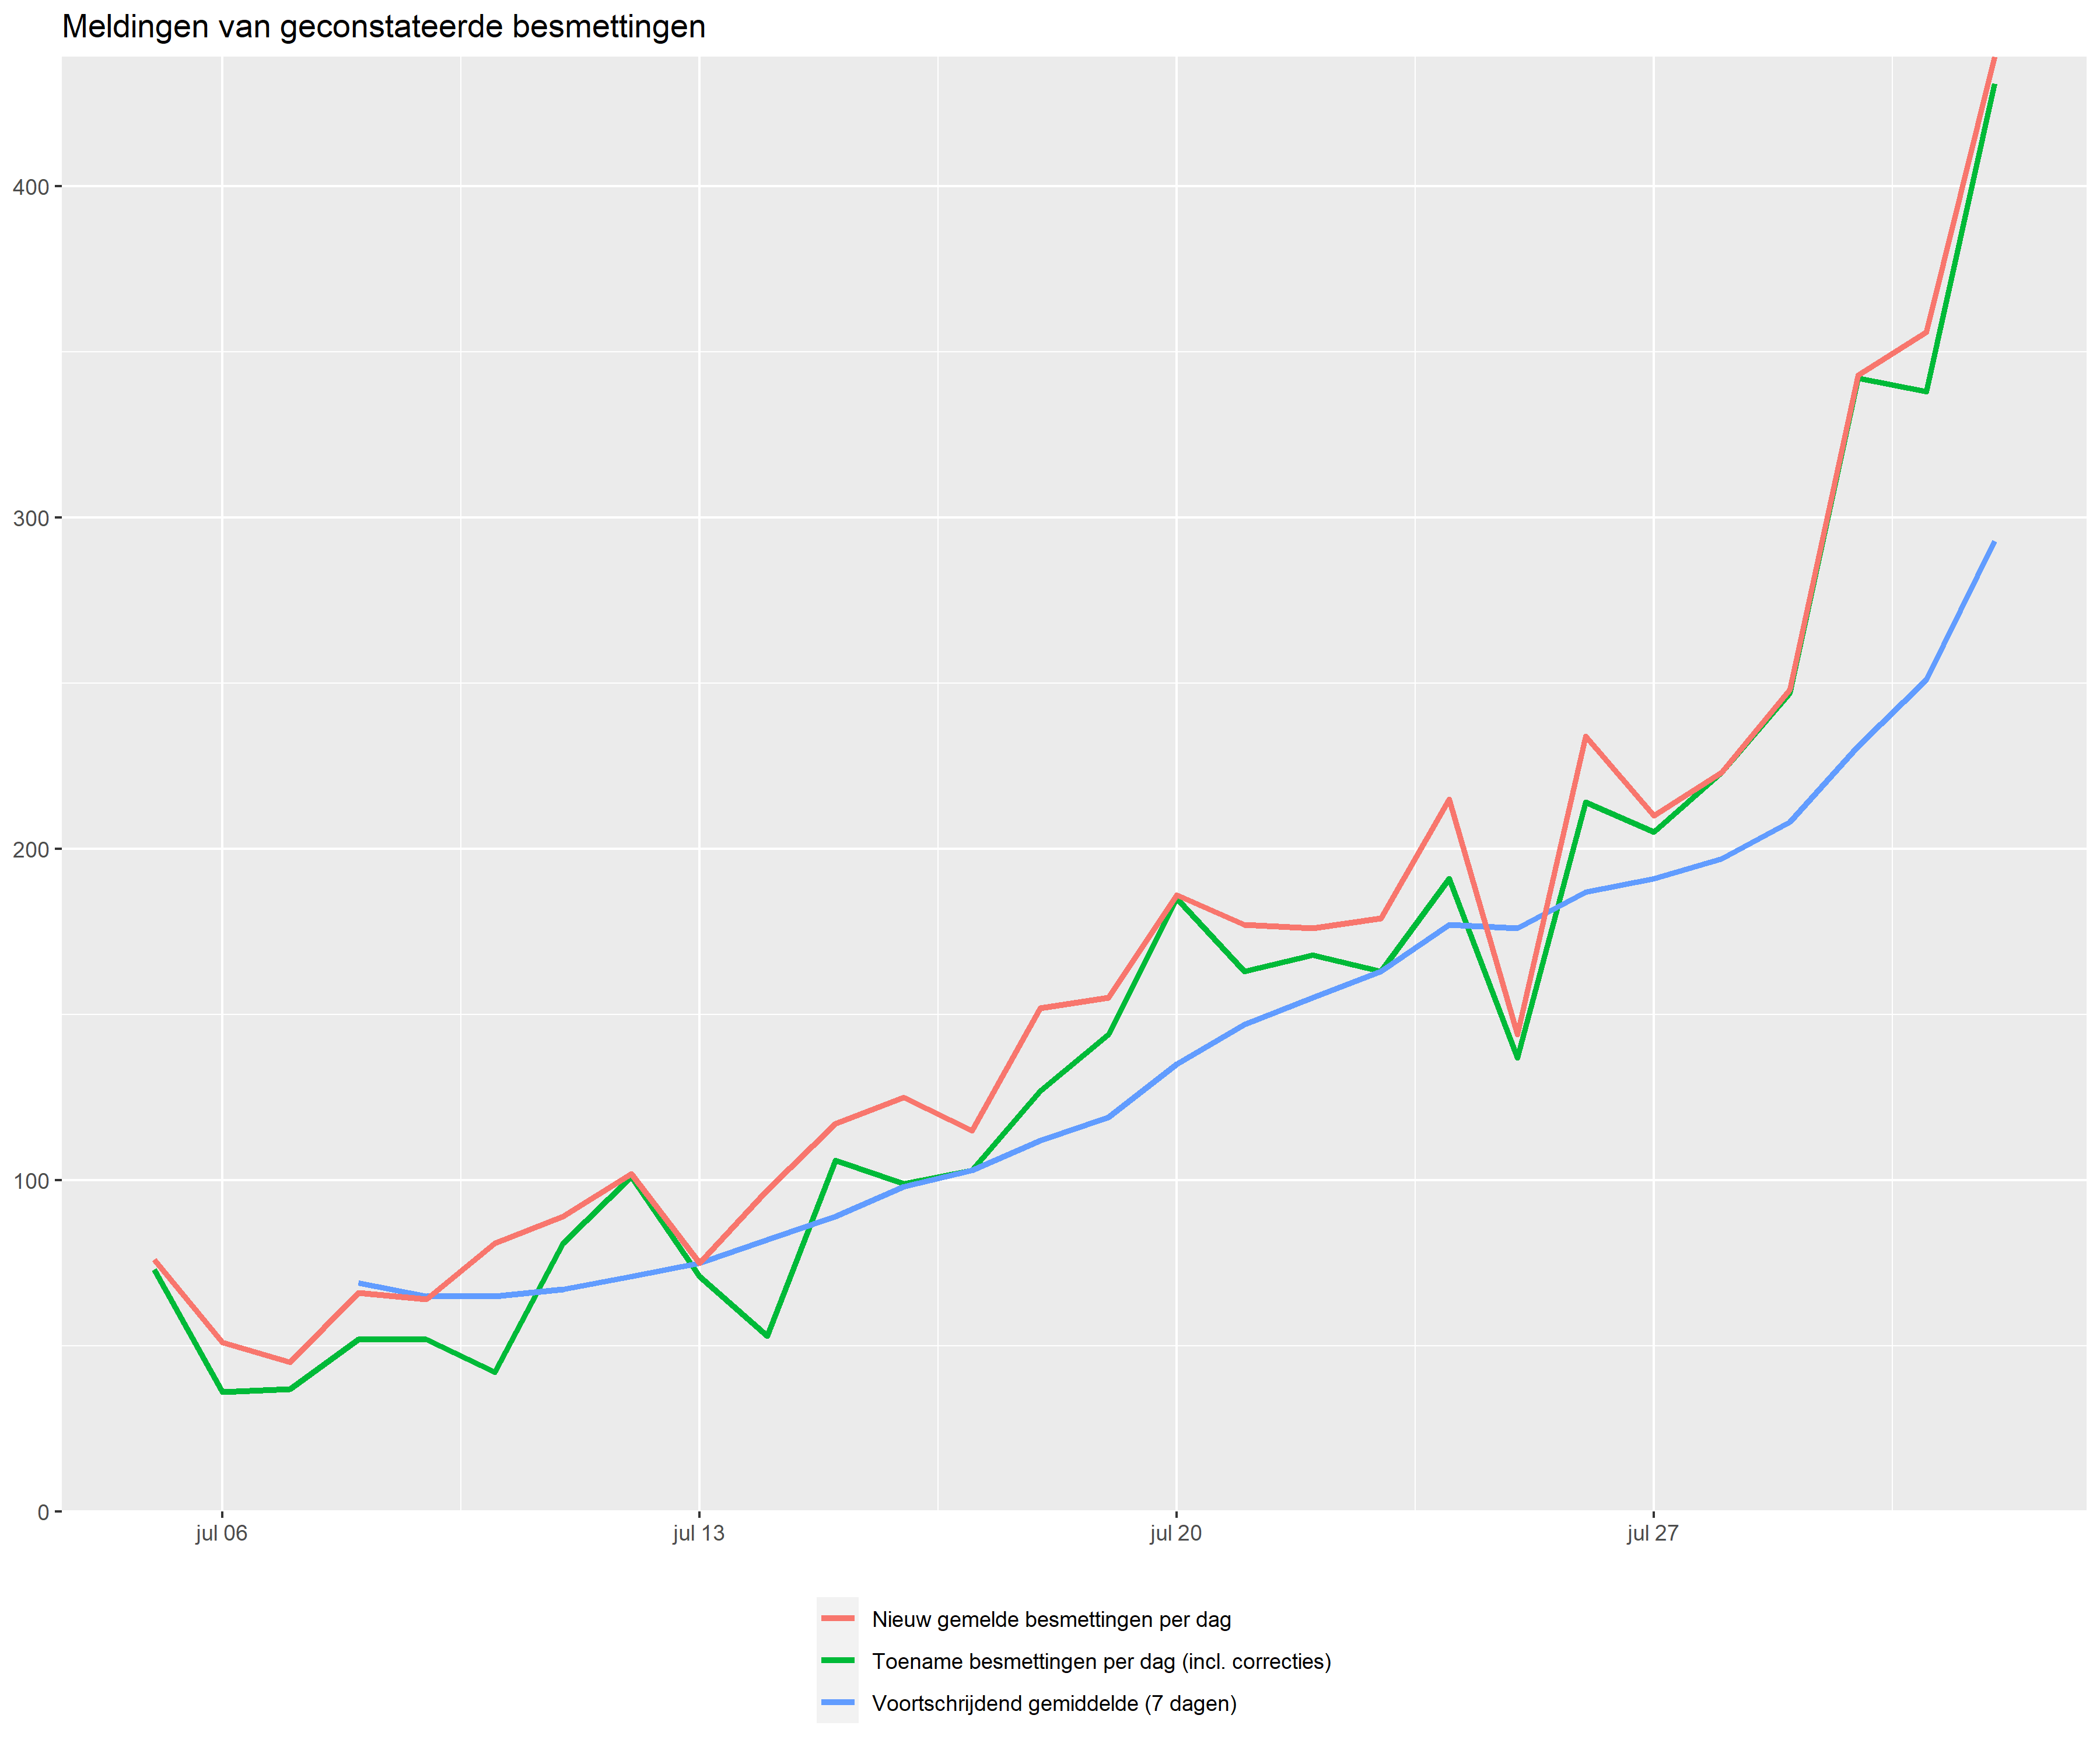 Meldingen van geconstateerde besmettingen
400
300
200
100
0
jul 06 jul 13 jul 20 jul 27
Nieuw gemelde besmettingen per dag
Toename besmettingen per dag (incl. correcties)
Voortschrijdend gemiddelde (7 dagen)